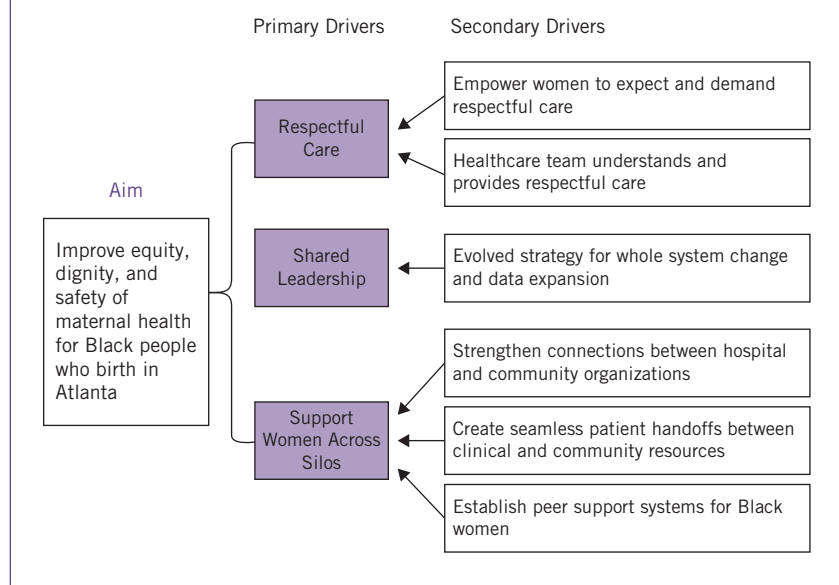 Primary Drivers
Secondary Drivers
Aim
Improve equity,
dignity, and
safety of
maternal health
for Black people
who birth in
Atlanta
Respectful
Care
Empower women to expect and demand
respectful care
Healthcare team understands and
provides respectful care
Shared
Leadership
Evolved strategy for whole system change
and data expansion
Support
Women Across
Silos
Strengthen connections between hospital
and community organizations
Create seamless patient handoffs between
clinical and community resources
Establish peer support systems for Black
women